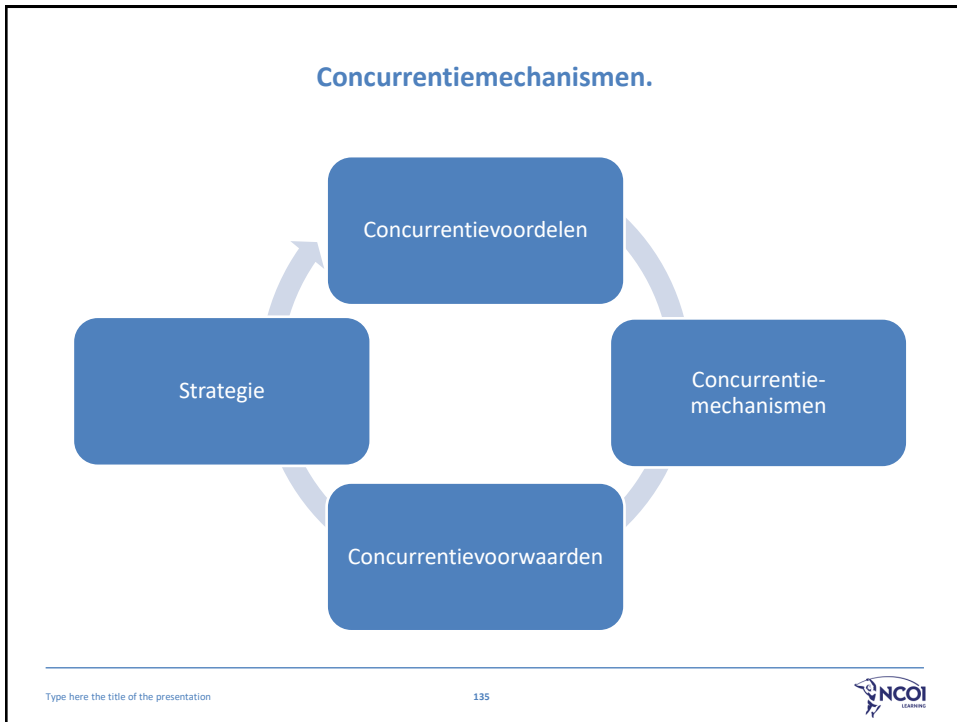 Concurrentiemechanismen.
Concurrentievoordelen
Strategie
Concurrentie-
mechanismen
Concurrentievoorwaarden
Type here the title of the presentation
135
NCOI
LEARNING